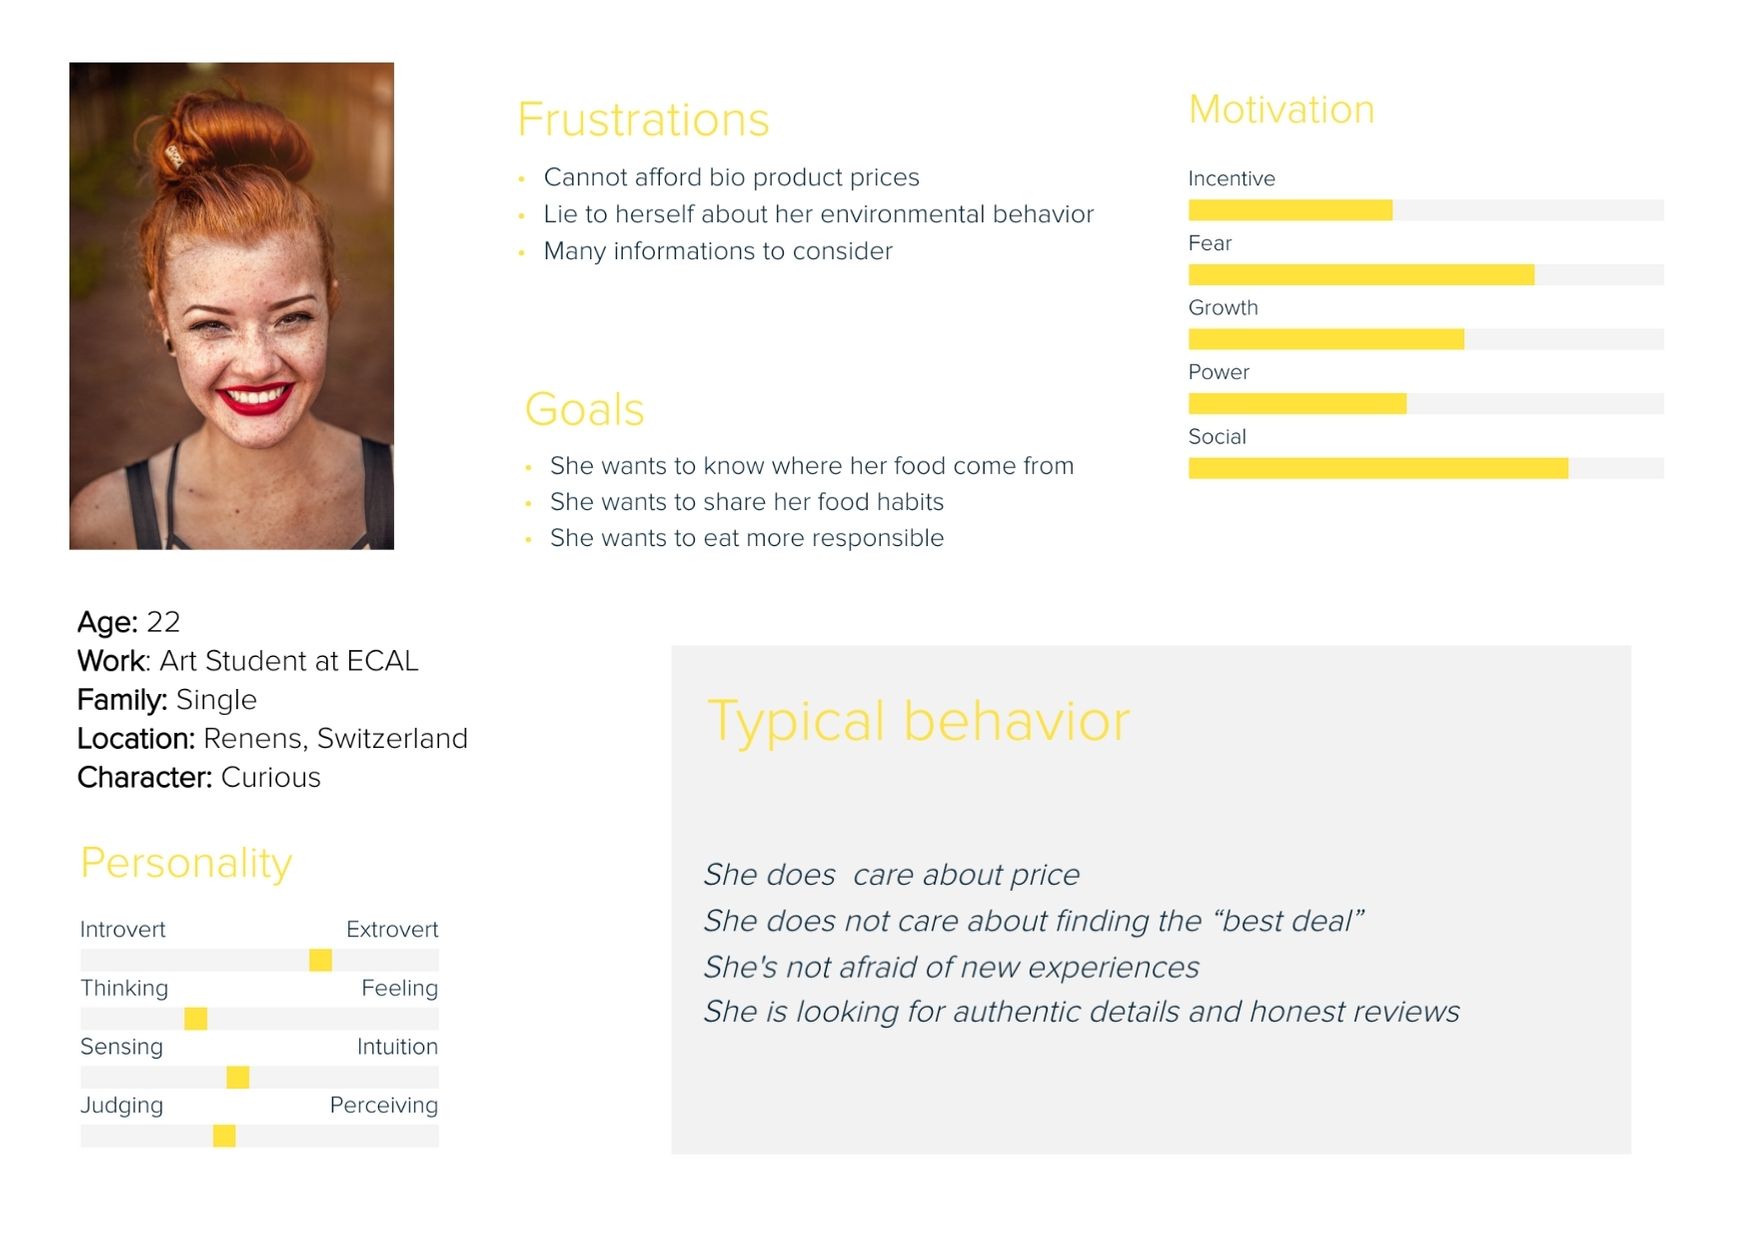 Frustrations
• Cannot afford bio product prices
• Lie to herself about her environmental behavior
• Many informations to consider
Goals
• She wants to know where her food come from
• She wants to share her food habits
• She wants to eat more responsible
Motivation
Incentive
Fear
Growth
Power
Social
Age: 22
Work: Art Student at ECAL
Family: Single
Location: Renens, Switzerland
Character: Curious
Personality
Introvert Extrovert
Thinking Feeling
Sensing Intuition
Judging Perceiving
Typical behavior
She does  care about price
She does not care about finding the “best deal”
She's not afraid of new experiences
She is looking for authentic details and honest reviews